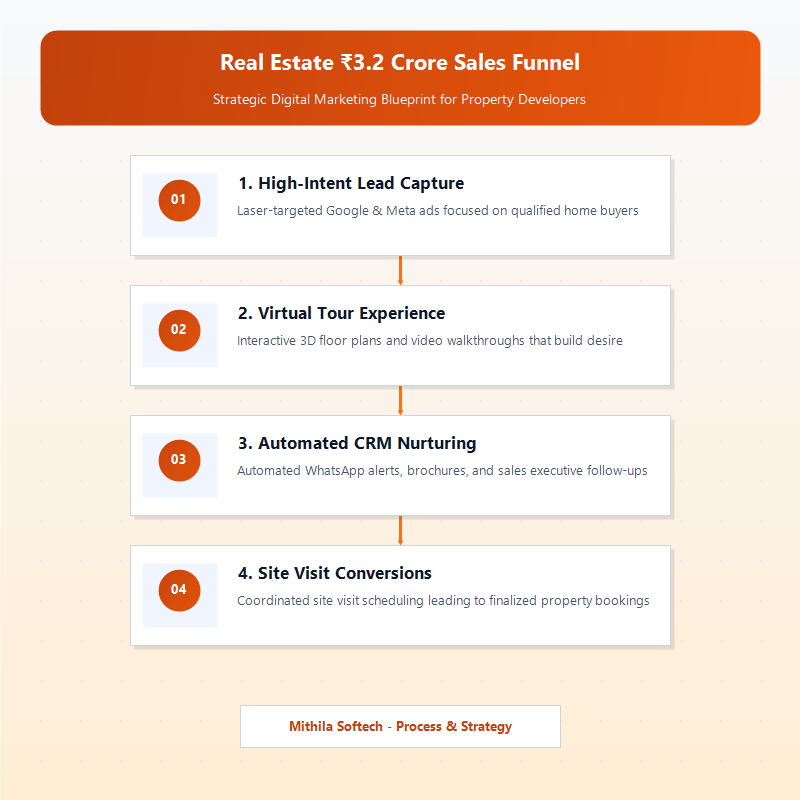 Real Estate ₹3.2 Crore Sales Funnel
Strategic Digital Marketing Blueprint for Property Developers
01
1. High-Intent Lead Capture
Laser-targeted Google & Meta ads focused on qualified home buyers
02
2. Virtual Tour Experience
Interactive 3D floor plans and video walkthroughs that build desire
03
3. Automated CRM Nurturing
Automated WhatsApp alerts, brochures, and sales executive follow-ups
04
4. Site Visit Conversions
Coordinated site visit scheduling leading to finalized property bookings
Mithila Softech - Process & Strategy